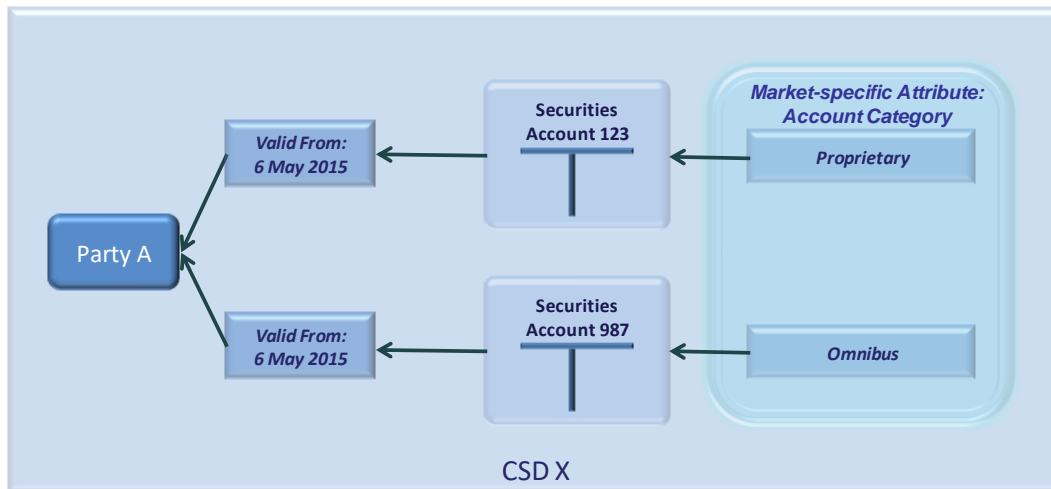 Market-specific Attribute:
Account Category
Securities
Account 123
Valid From:
6 May 2015
Proprietary
Party A
Securities
Account 987
Valid From:
6 May 2015
Omnibus
CSD X